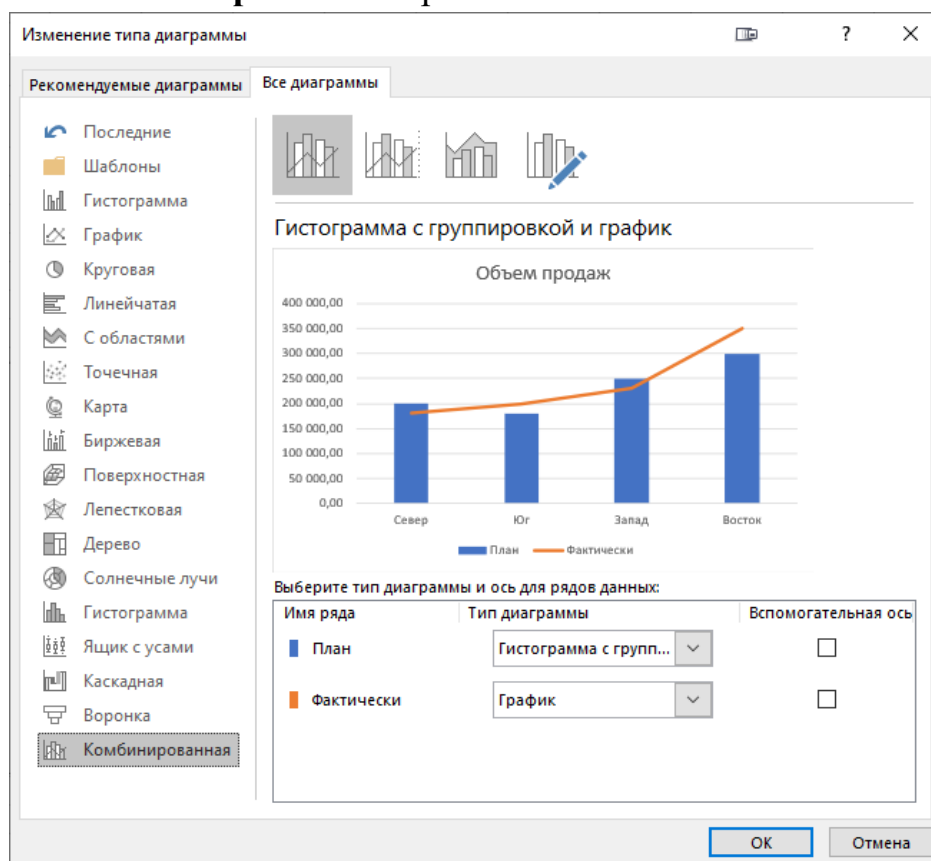 Изменение типа диаграммы ?
Рекомендуемые диаграммы Все диаграммы
Последние
Шаблоны
Гистограмма
График
Круговая
Линейчатая
С областями
Точечная
Карта
Биржевая
Поверхностная
Лепестковая
Дерево
Солнечные лучи
Гистограмма
Ящик с усами
Каскадная
Воронка
Комбинированная
Гистограмма с группировкой и график
Объем продаж
400 000,00
350 000,00
300 000,00
250 000,00
200 000,00
150 000,00
100 000,00
50 000,00
0,00
Север Юг Запад Восток
План Фактически
Выберите тип диаграммы и ось для рядов данных:
Имя ряда Тип диаграммы Вспомогательная ось
План Гистограмма с групп...
Фактически График
ОК Отмена